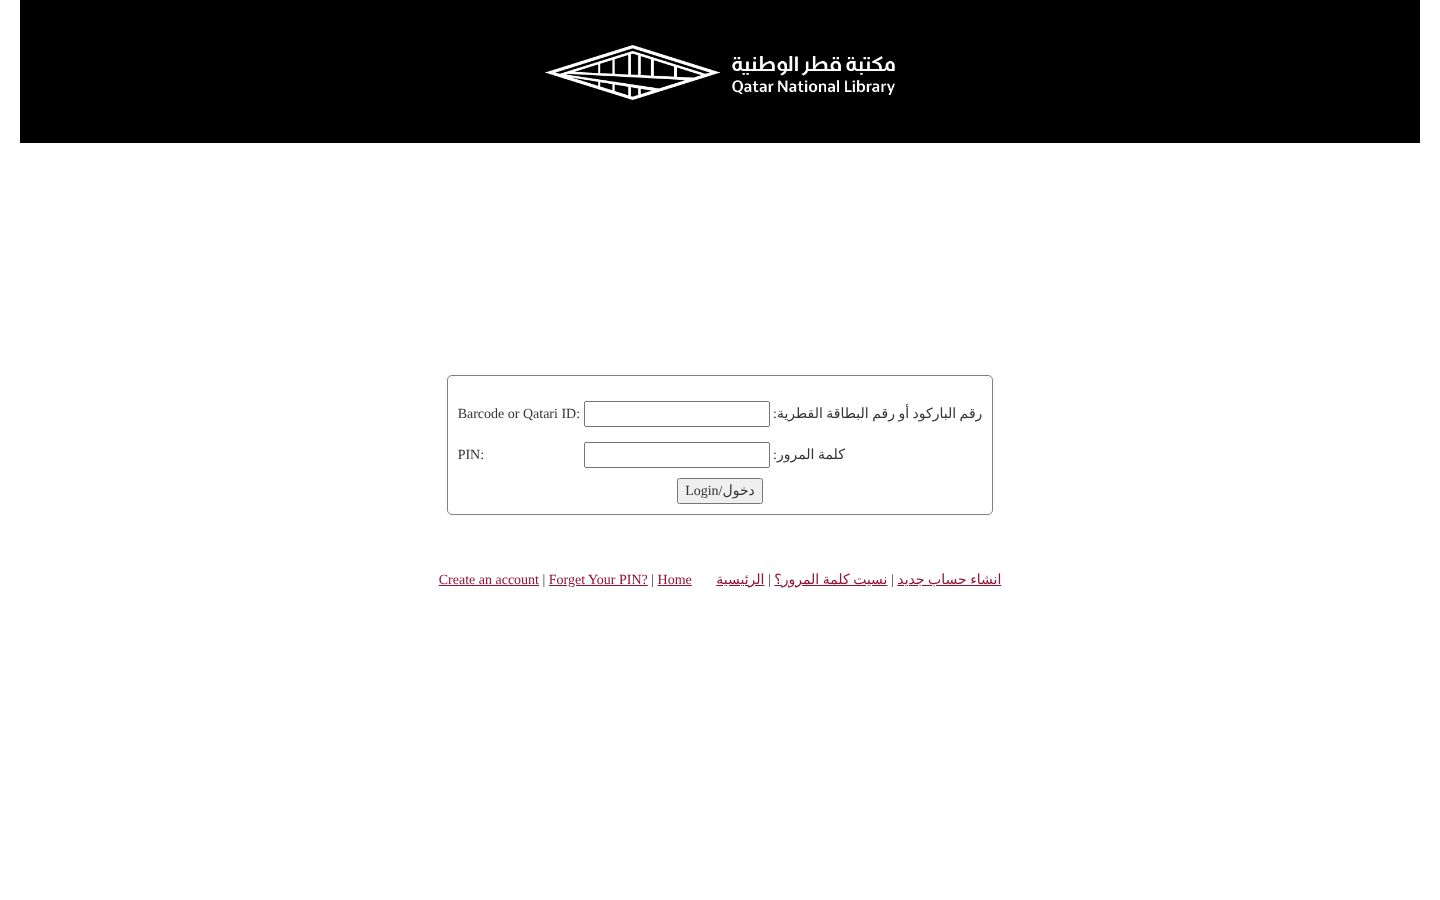 مكتبة قطر الوطنية
Qatar National Library
Barcode or Qatari ID: رقم الباركود أو رقم البطاقة القطرية:
PIN: كلمة المرور:
Login/دخول
Create an account | Forget Your PIN? | Home انشاء حساب جديد | نسيت كلمة المرور؟ | الرئيسية